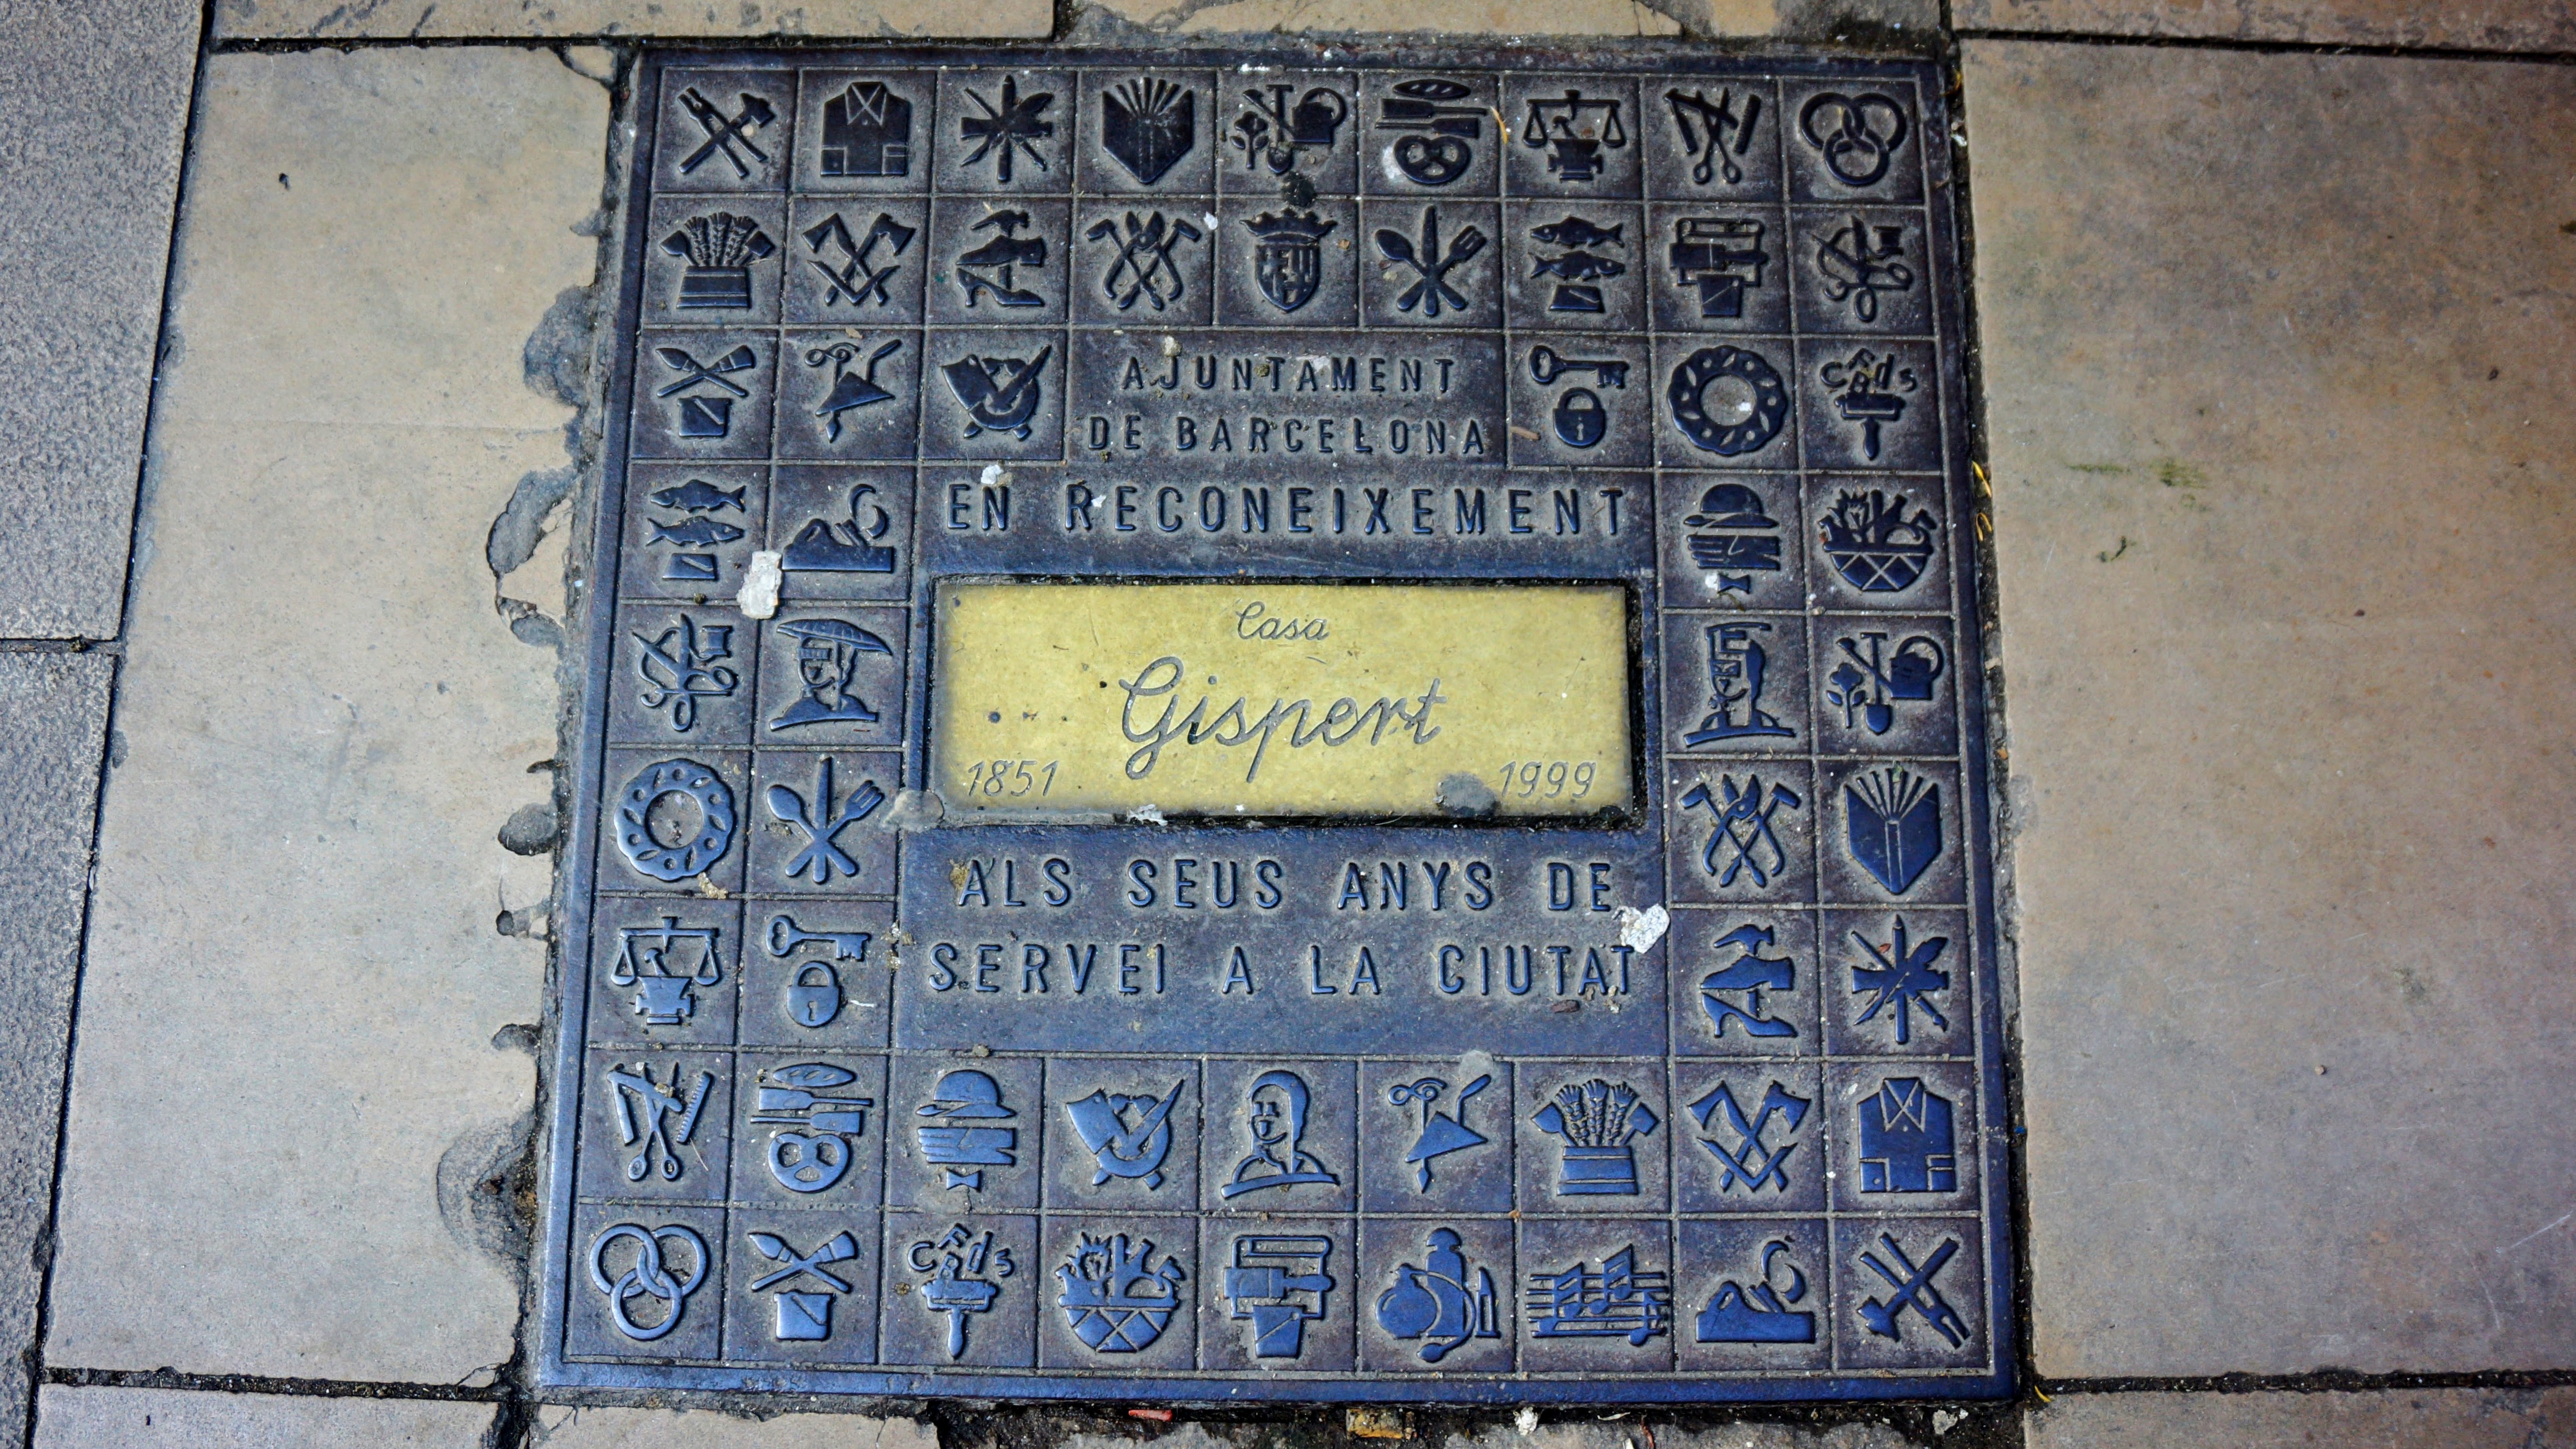 AJUNTAMENT
DE BARCELONA
EN RECONEIXEMENT
Casa
Gispert
1851 1999
ALS SEUS ANYS DE
SERVEI A LA CIUTAT